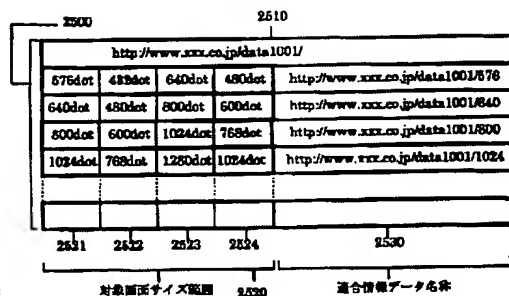 2510
2500
http://www.xxx.co.jp/data1001/
576dot 432dot 640dot 480dot http://www.xxx.co.jp/data1001/576
640dot 480dot 800dot 600dot http://www.xxx.co.jp/data1001/640
800dot 600dot 1024dot 768dot http://www.xxx.co.jp/data1001/800
1024dot 768dot 1280dot 1024dot http://www.xxx.co.jp/data1001/1024
2521 2522 2523 2524 2530
対象画面サイズ範囲 2520 適合情報データ名称